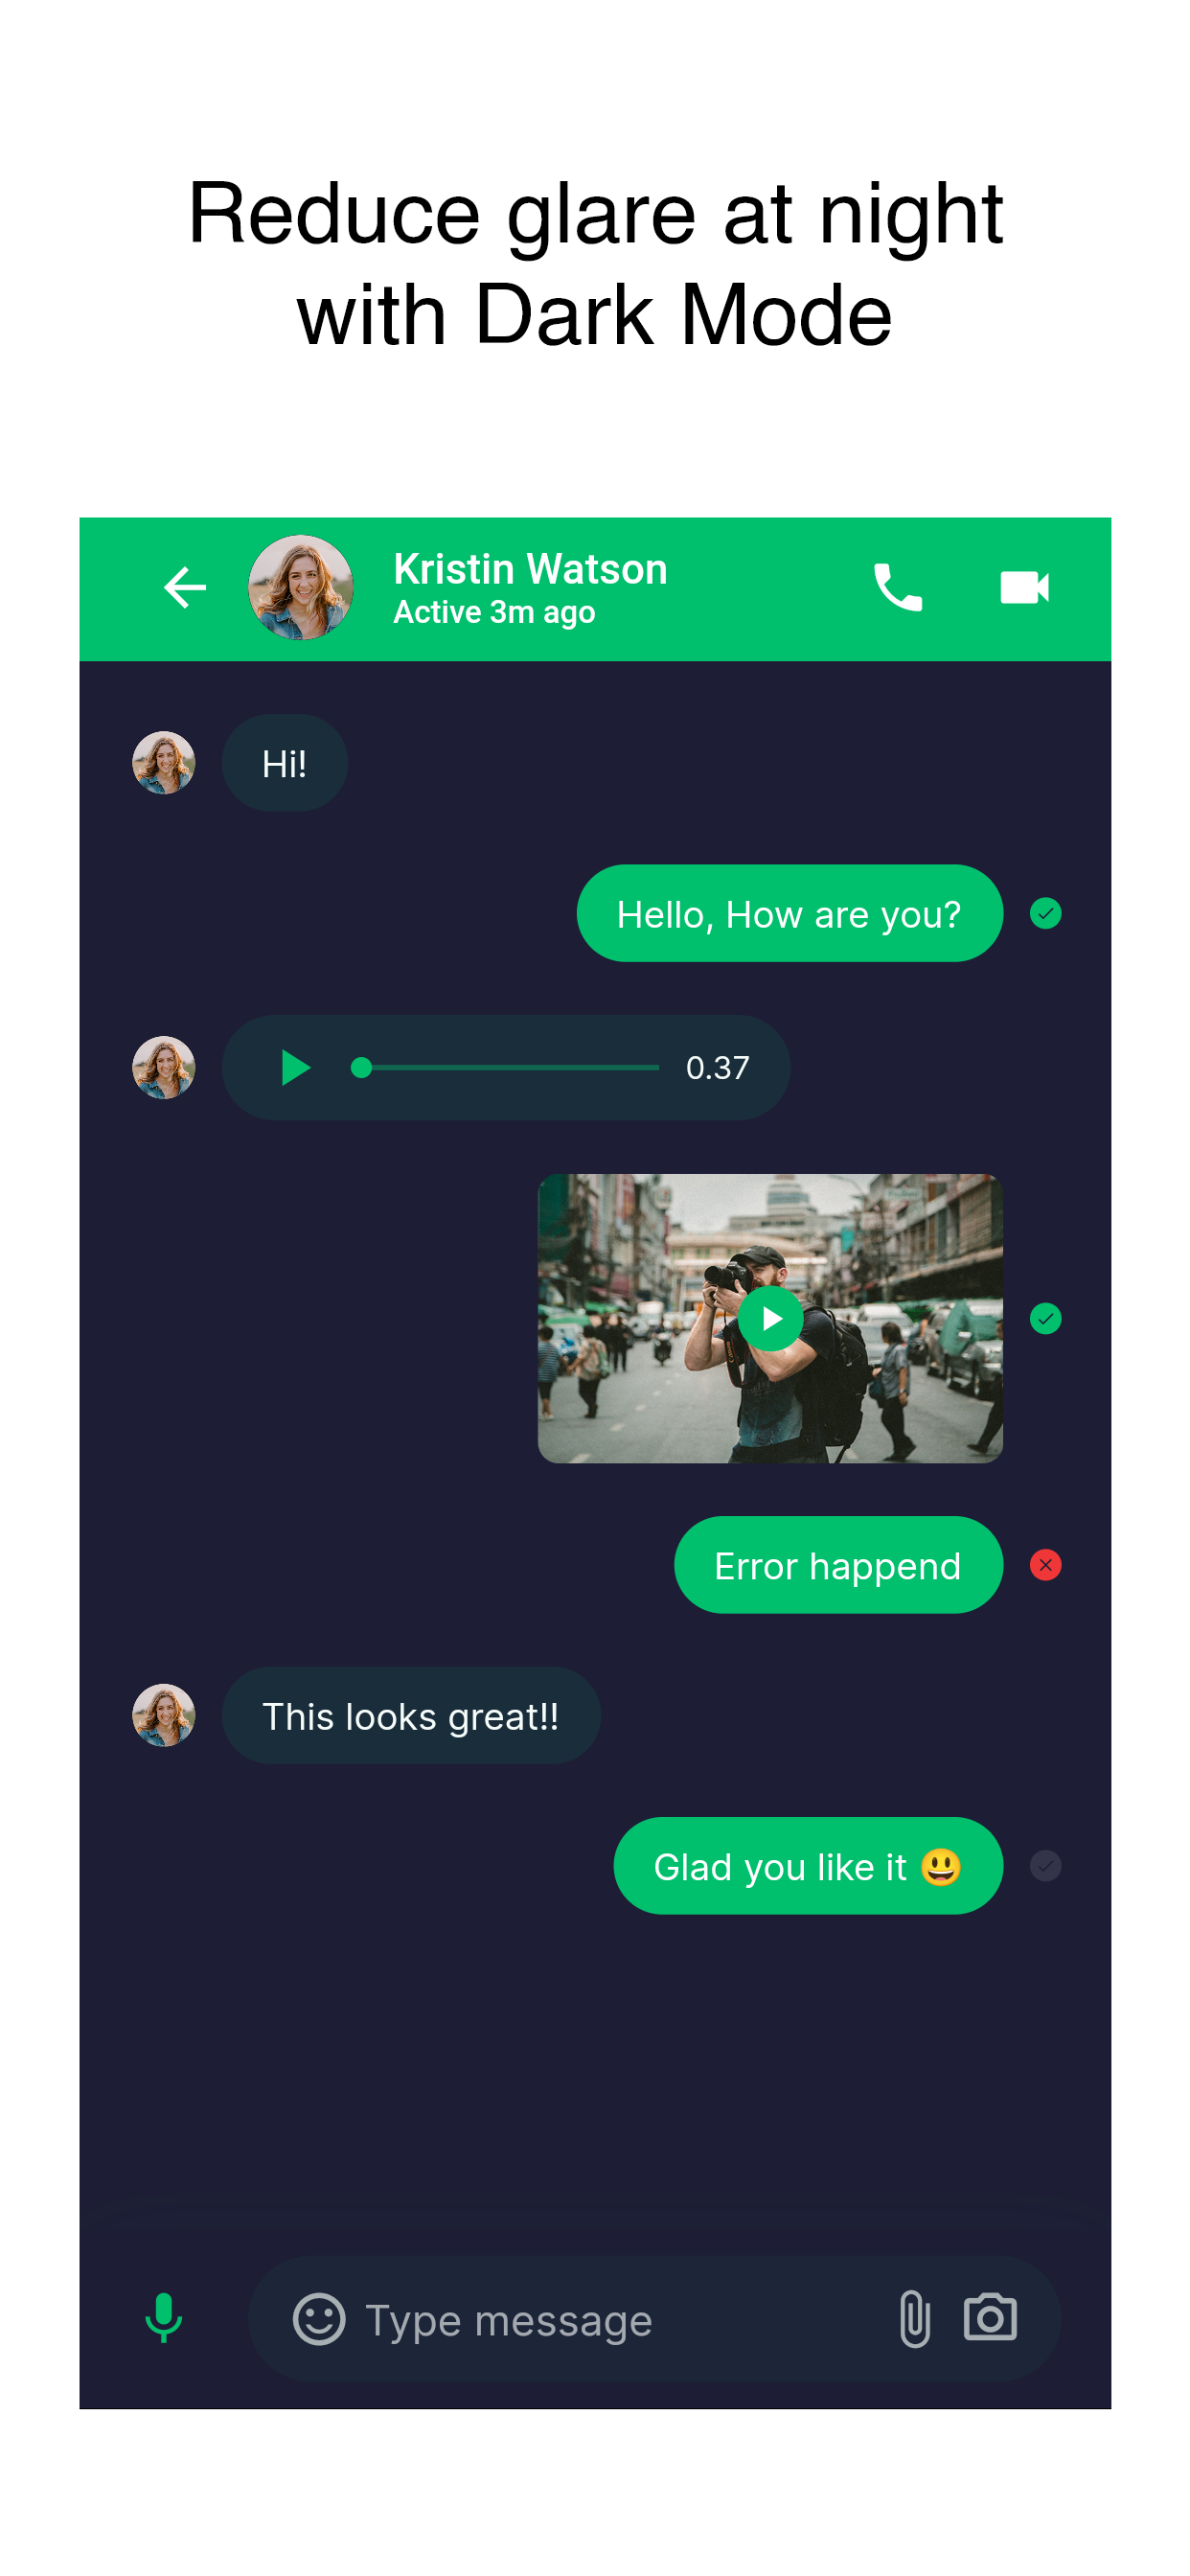 Reduce glare at night
with Dark Mode
Kristin Watson
Active 3m ago
Hi!
Hello, How are you?
0.37
Error happend
This looks great!!
Glad you like it 😃
Type message